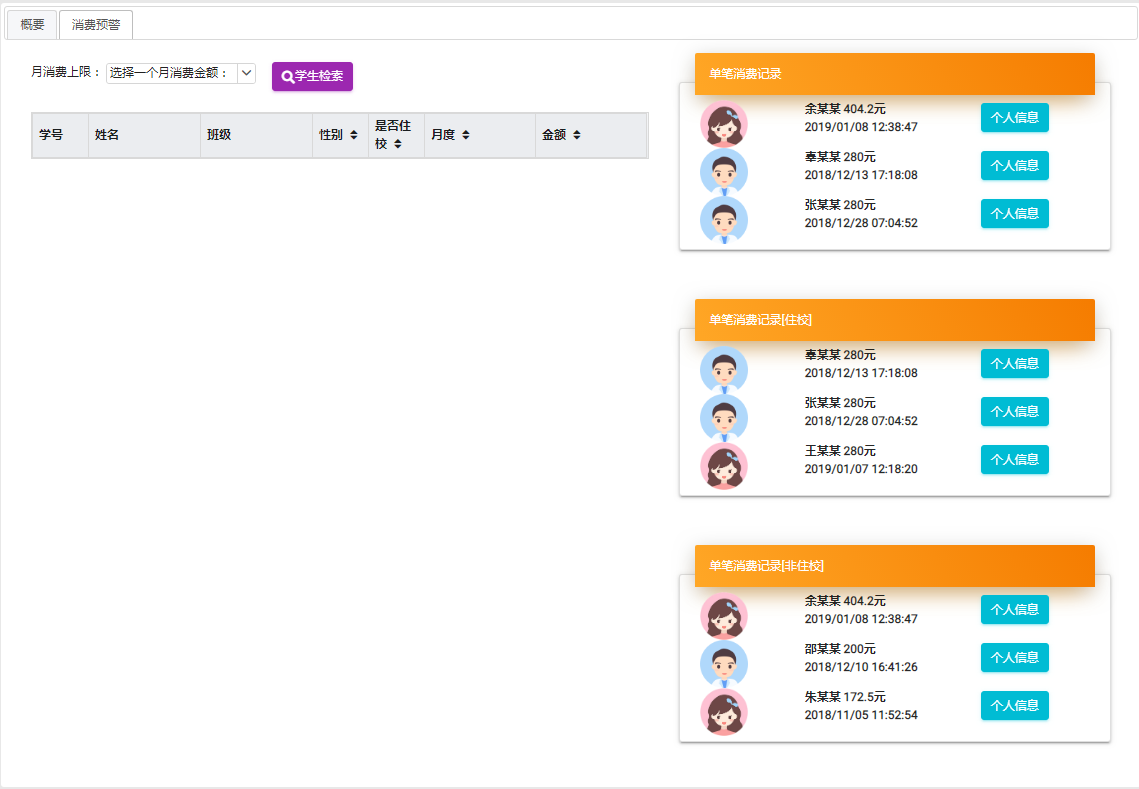 概要 消费预警
月消费上限： 选择一个月消费金额： 学生检索
学号 姓名 班级 性别 是否住校 月度 金额
单笔消费记录
余某某 404.2元
2019/01/08 12:38:47
个人信息
辜某某 280元
2018/12/13 17:18:08
个人信息
张某某 280元
2018/12/28 07:04:52
个人信息
单笔消费记录[住校]
辜某某 280元
2018/12/13 17:18:08
个人信息
张某某 280元
2018/12/28 07:04:52
个人信息
王某某 280元
2019/01/07 12:18:20
个人信息
单笔消费记录[非住校]
余某某 404.2元
2019/01/08 12:38:47
个人信息
邵某某 200元
2018/12/10 16:41:26
个人信息
朱某某 172.5元
2018/11/05 11:52:54
个人信息